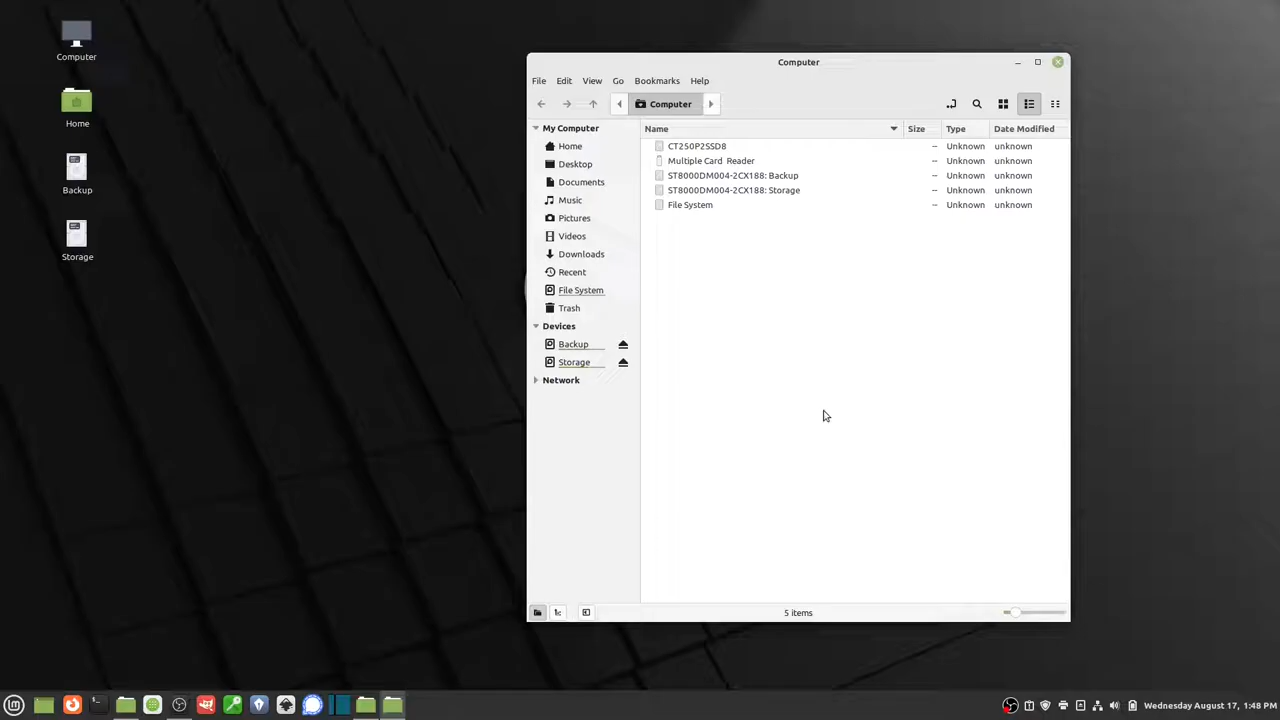 Computer
Home
Backup
Storage
Computer
File Edit View Go Bookmarks Help
Computer
My Computer
Home
Desktop
Documents
Music
Pictures
Videos
Downloads
Recent
File System
Trash
Devices
Backup
Storage
Network
Name Size Type Date Modified
CT250P2SSD8 -- Unknown unknown
Multiple Card Reader -- Unknown unknown
ST8000DM004-2CX188: Backup -- Unknown unknown
ST8000DM004-2CX188: Storage -- Unknown unknown
File System -- Unknown unknown
5 items
Wednesday August 17, 1:48 PM